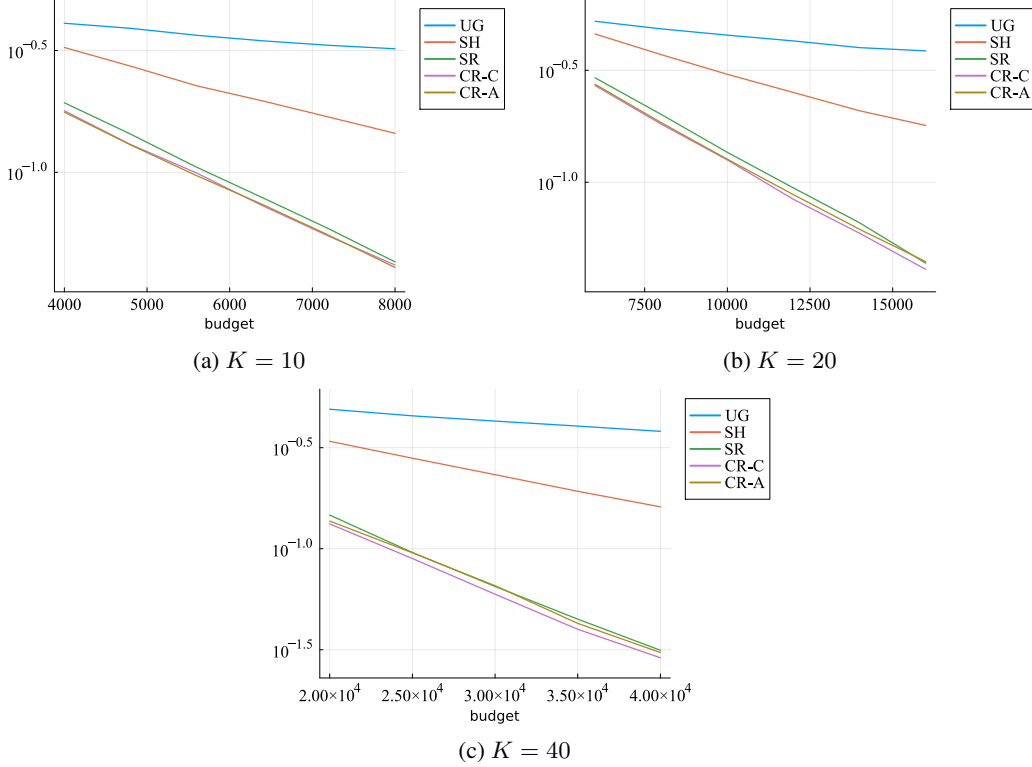 10^{-0.5}
10^{-1.0}
4000 5000 6000 7000 8000
budget
UG
SH
SR
CR-C
CR-A
(a) K = 10
10^{-0.5}
10^{-1.0}
7500 10000 12500 15000
budget
UG
SH
SR
CR-C
CR-A
(b) K = 20
10^{-0.5}
10^{-1.0}
10^{-1.5}
2.00×10^4 2.50×10^4 3.00×10^4 3.50×10^4 4.00×10^4
budget
UG
SH
SR
CR-C
CR-A
(c) K = 40